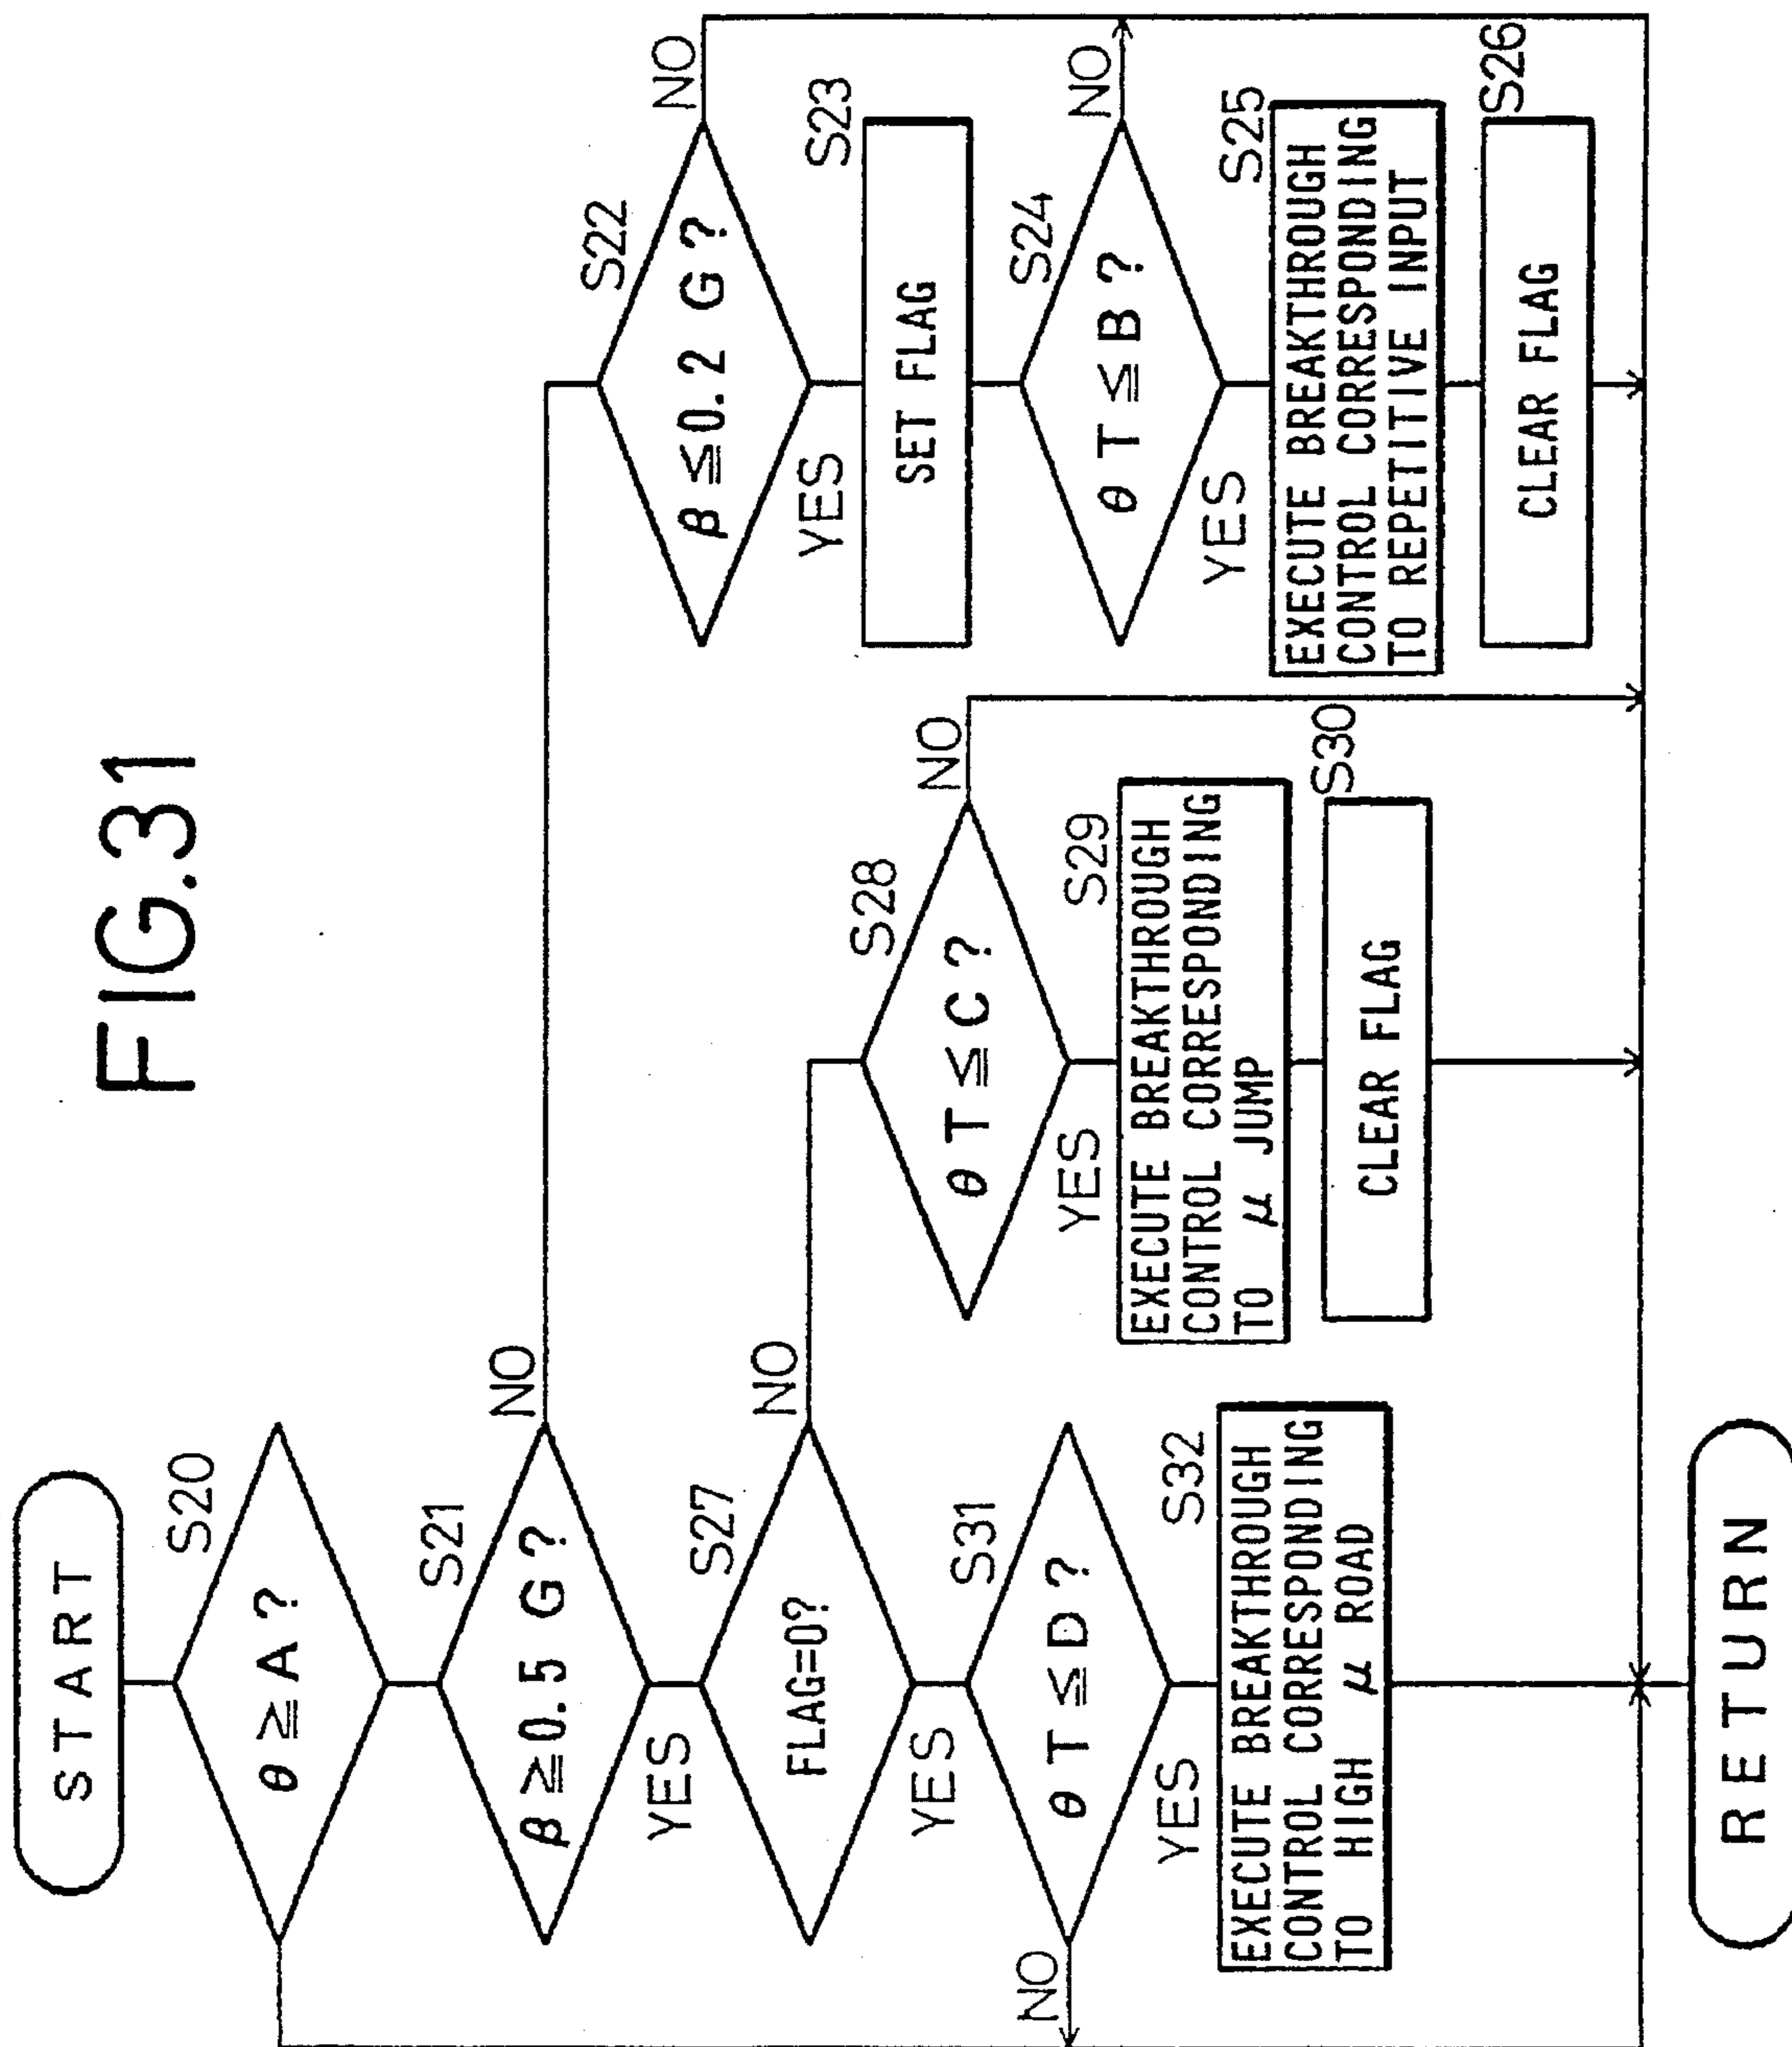 FIG.31
START
S20
θ ≧ A ?
S21
β ≧ 0.5 G ?
NO
YES
S22
β ≦ 0.2 G ?
NO
YES
S23
SET FLAG
S24
θ T ≦ B ?
NO
YES
S25
EXECUTE BREAKTHROUGH
CONTROL CORRESPONDING
TO REPETITIVE INPUT
S26
CLEAR FLAG
S27
FLAG=0?
NO
YES
S28
θ T ≦ C ?
NO
YES
S29
EXECUTE BREAKTHROUGH
CONTROL CORRESPONDING
TO μ JUMP
S30
CLEAR FLAG
S31
θ T ≦ D ?
NO
YES
S32
EXECUTE BREAKTHROUGH
CONTROL CORRESPONDING
TO HIGH μ ROAD
RETURN